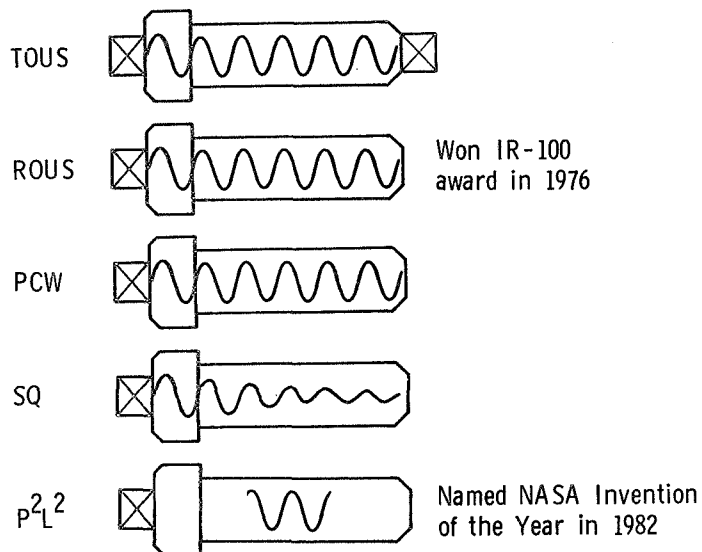 TOUS
ROUS
Won IR-100
award in 1976
PCW
SQ
P²L²
Named NASA Invention
of the Year in 1982